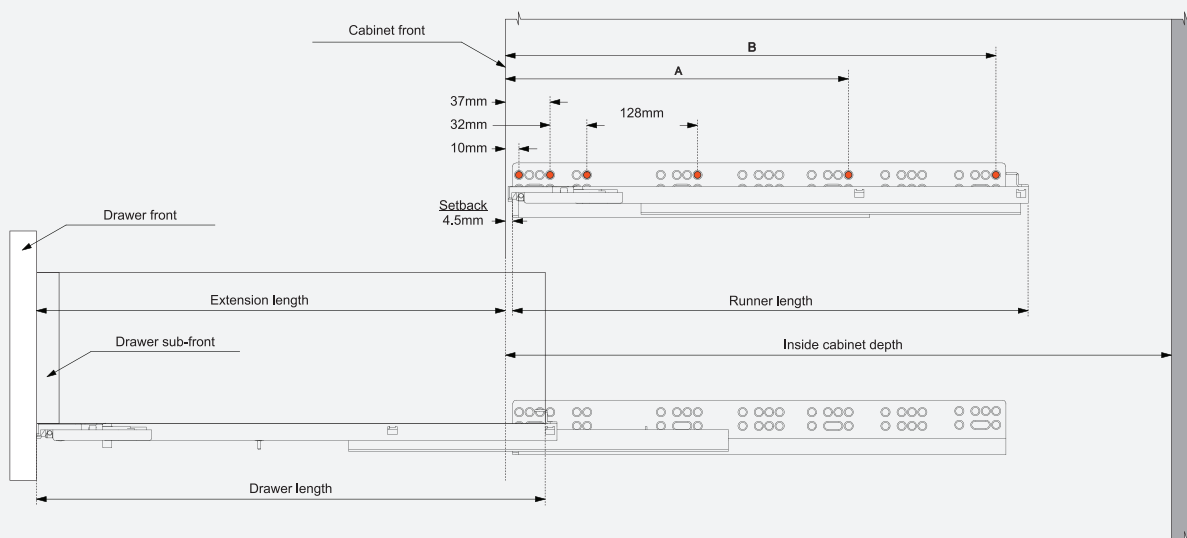 Cabinet front
B
A
37mm
128mm
32mm
10mm
Setback
4.5mm
Drawer front
Extension length
Runner length
Drawer sub-front
Inside cabinet depth
Drawer length